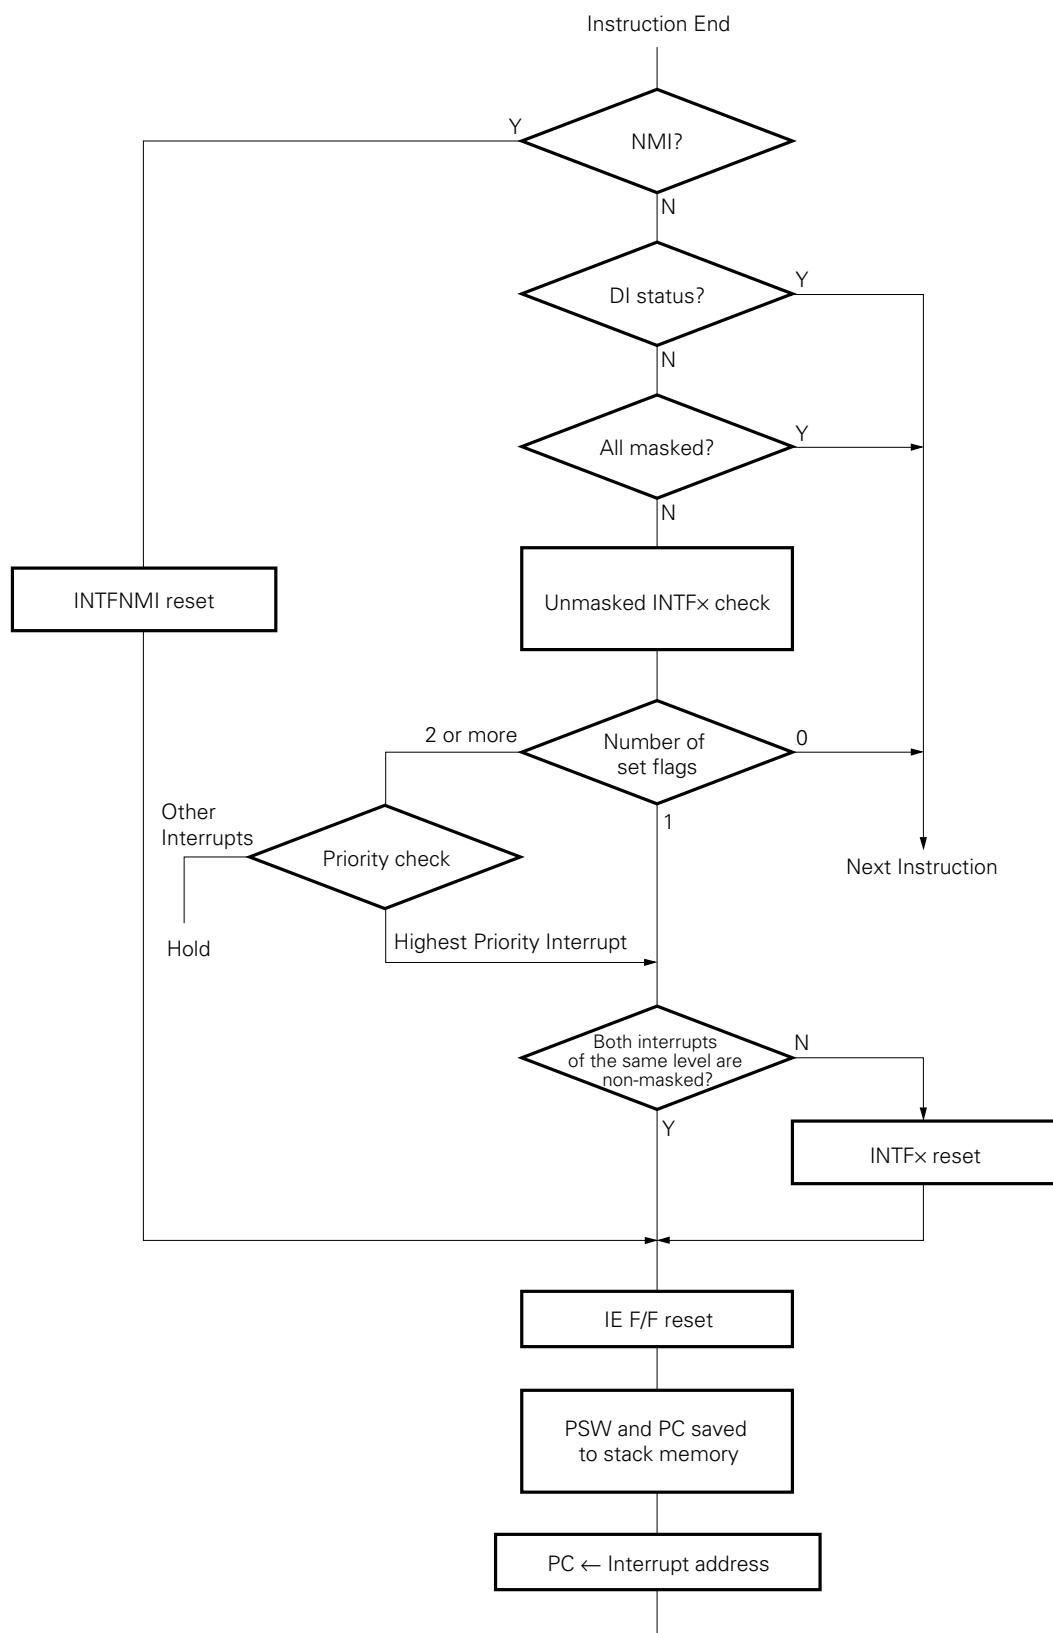 Instruction End
Y
NMI?
N
DI status?
Y
N
All masked?
Y
N
INTFNMI reset
Unmasked INTF× check
2 or more
Number of
set flags
0
1
Other
Interrupts
Priority check
Next Instruction
Hold
Highest Priority Interrupt
Both interrupts
of the same level are
non-masked?
N
Y
INTF× reset
IE F/F reset
PSW and PC saved
to stack memory
PC ← Interrupt address